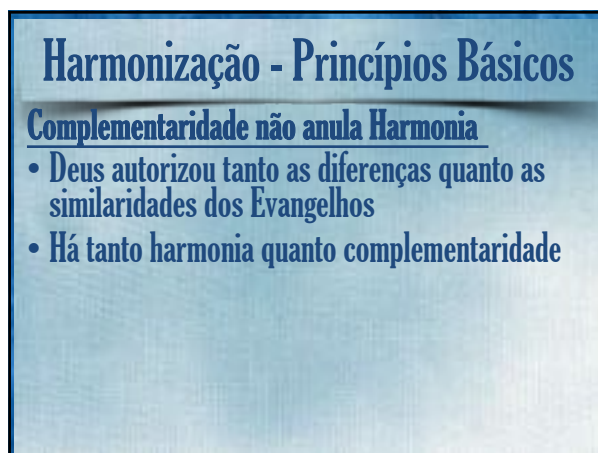 Harmonização - Princípios Básicos
Complementaridade não anula Harmonia
• Deus autorizou tanto as diferenças quanto as
similaridades dos Evangelhos
• Há tanto harmonia quanto complementaridade